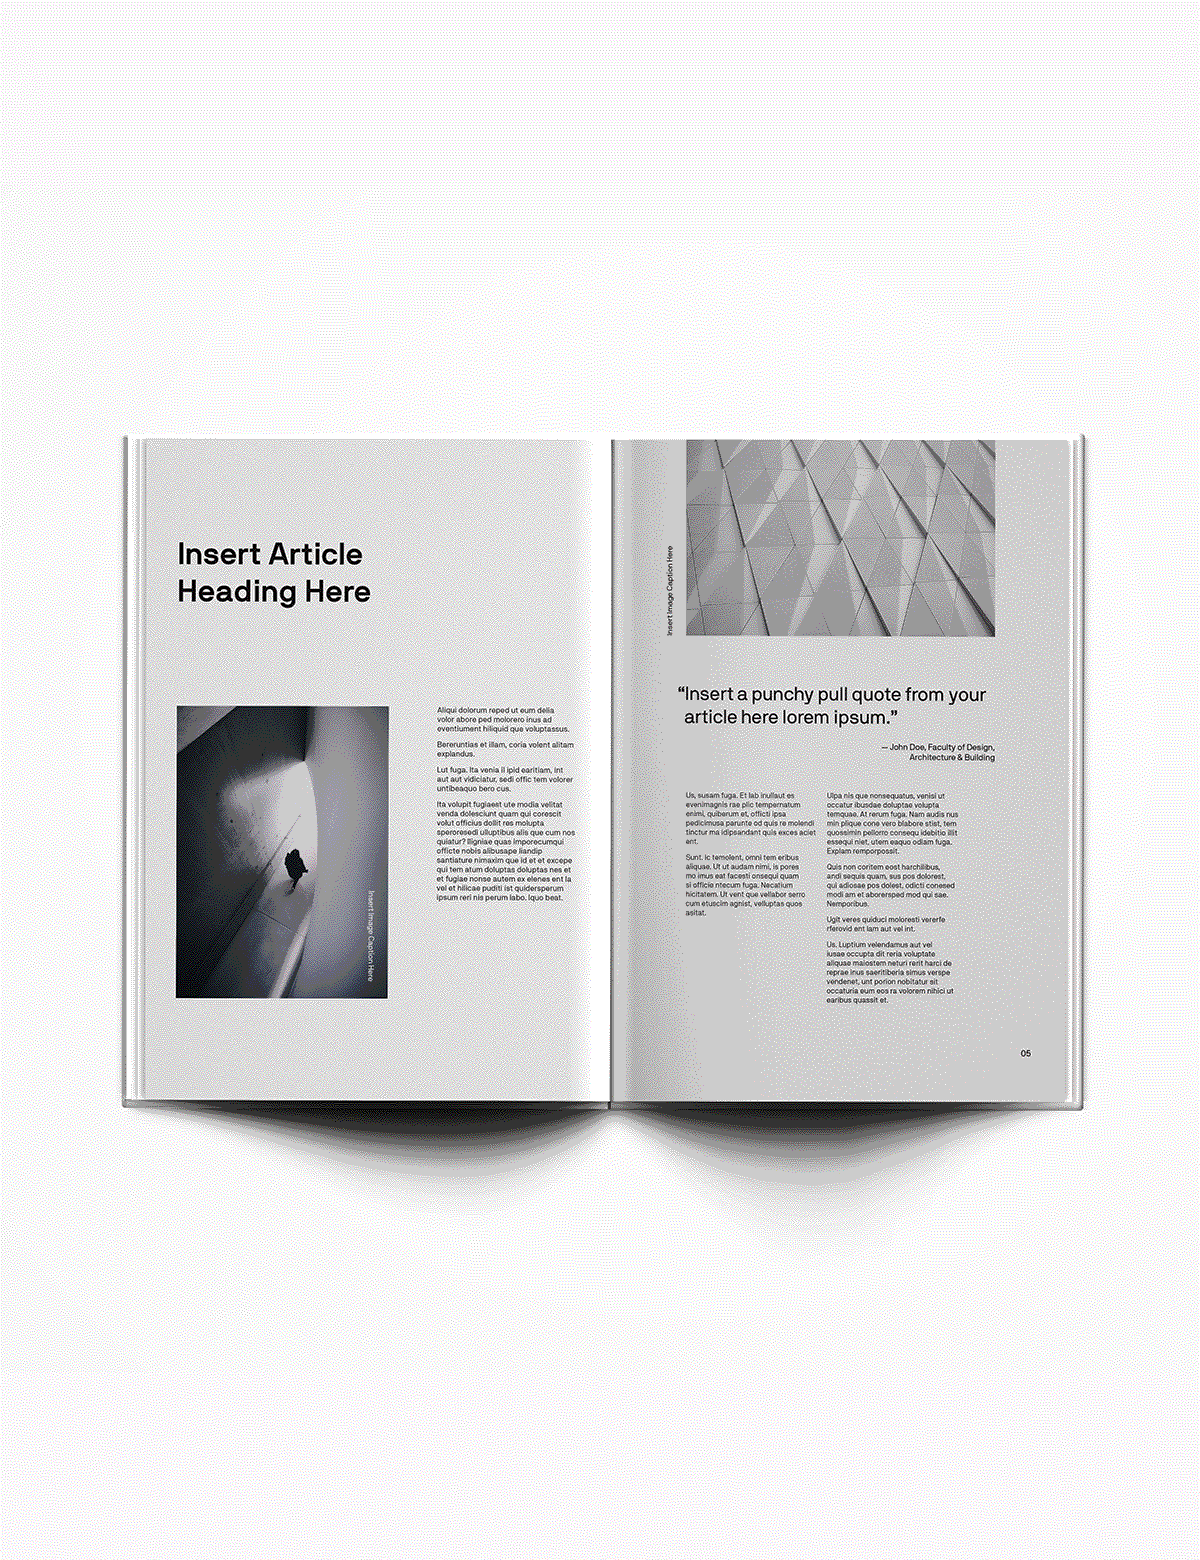 Insert Article
Heading Here
Insert Image Caption Here
Aliqui dolorum reped ut eum delia
volor abore ped molorero inus ad
eventiument hiliquid que voluptassus.
Bereruntias et illam, coria volent alitam
explandus.
Lut fuga. Ita venia il ipid earitiam, int
aut aut vidiciatur, sedi offic tem volorer
untibeaquo bero cus.
Ita volupit fugiaest ute modia velitat
venda dolesciunt quam qui corescit
volut officius dollit res molupta
speroresedi ulluptibus alis que cum nos
quiatur? Iligniae quas imporecumqui
officte nobis alibusape liandip
santiature nimaxim que id et et excepe
qui tem atum doluptas doluptas nes et
et fugiae nonse autem ex elenes ent la
vel et hilicae puditi ist quidersperum
ipsum reri nis perum labo. Iquo beat.
Insert Image Caption Here
“Insert a punchy pull quote from your
article here lorem ipsum.”
— John Doe, Faculty of Design,
Architecture & Building
Us, susam fuga. Et lab inullaut es
evenimagnis rae plic tempernatum
enimi, quiberum et, officti ipsa
pedicimusa parunte od quis re molendi
tinctur ma idipsandant quis exces aciet
ent.
Sunt. Ic temolent, omni tem eribus
aliquae. Ut ut audam nimi, is pores
mo imus eat facesti onsequi quam
si officie ntecum fuga. Necatium
hicitatem. Ut vent que vellabor serro
cum etuscim agnist, velluptas quos
asitat.
Ulpa nis que nonsequatus, venisi ut
occatur ibusdae doluptae volupta
temquae. At rerum fuga. Nam audis nus
min plique cone vero blabore stist, tem
quossimin pellorro consequ idebitio illit
essequi niet, utem eaquo odiam fuga.
Explam remporpossit.
Quis non coritem eost harchilibus,
andi sequis quam, sus pos dolorest,
qui adiosae pos dolest, odicti conesed
modi am et aborersped mod qui sae.
Nemporibus.
Ugit veres quiduci moloresti vererfe
rferovid ent lam aut vel int.
Us. Luptium velendamus aut vel
iusae occupta dit reria voluptate
aliquae maiostem neturi rerit harci de
reprae inus saeritiberia simus verspe
vendenet, unt porion nobitatur sit
occaturia eum eos ra volorem nihici ut
earibus quassit et.
05